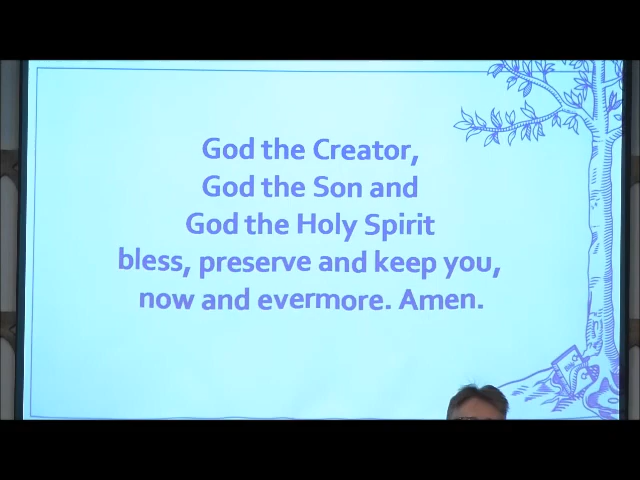 God the Creator,
God the Son and
God the Holy Spirit
bless, preserve and keep you,
now and evermore. Amen.